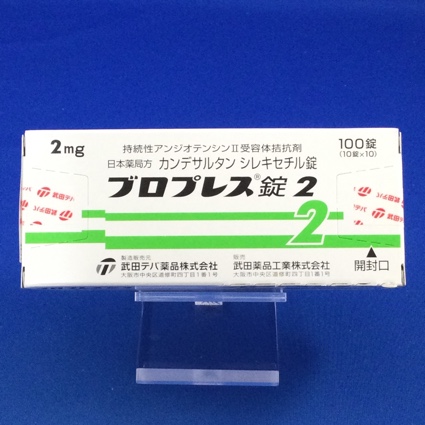 2mg
持続性アンジオテンシンII受容体拮抗剤
日本薬局方 カンデサルタン シレキセチル錠
100錠
(10錠×10)
ブロプレス®錠 2
2
製造販売元
武田テバ薬品株式会社
大阪市中央区道修町四丁目1番1号
販売
武田薬品工業株式会社
大阪市中央区道修町四丁目1番1号
開封口
武田テバ